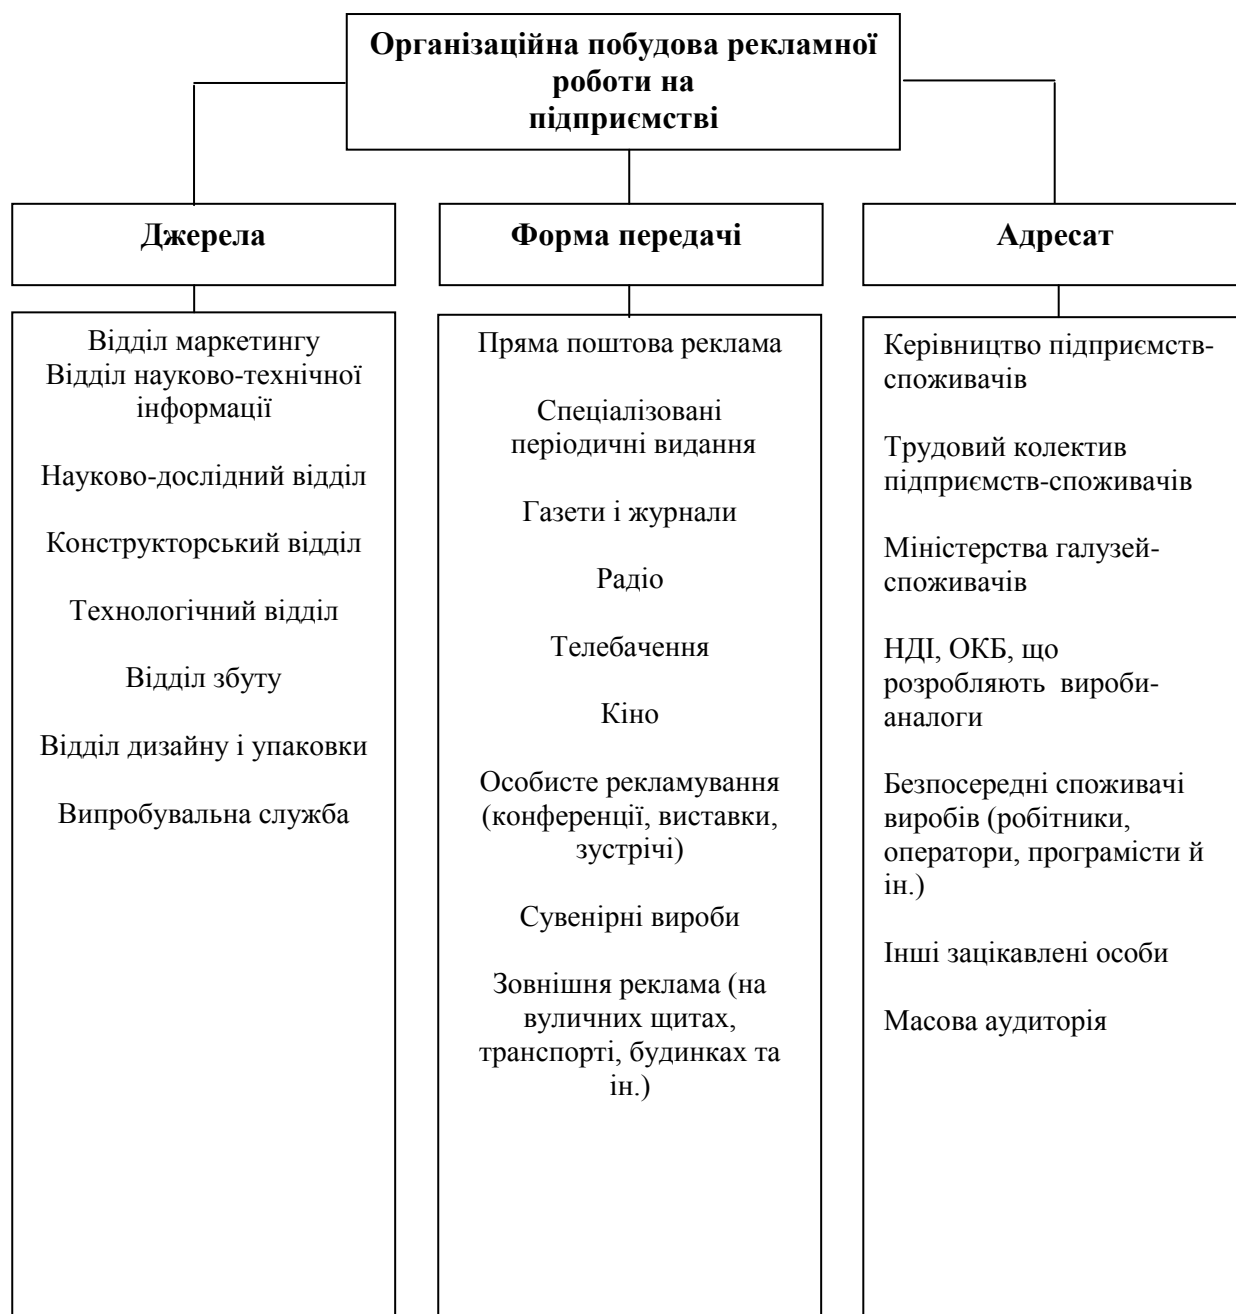 Організаційна побудова рекламної
роботи на
підприємстві
Джерела
Відділ маркетингу
Відділ науково-технічної
інформації
Науково-дослідний відділ
Конструкторський відділ
Технологічний відділ
Відділ збуту
Відділ дизайну і упаковки
Випробувальна служба
Форма передачі
Пряма поштова реклама
Спеціалізовані
періодичні видання
Газети і журнали
Радіо
Телебачення
Кіно
Особисте рекламування
(конференції, виставки,
зустрічі)
Сувенірні вироби
Зовнішня реклама (на
вуличних щитах,
транспорті, будинках та
ін.)
Адресат
Керівництво підприємств-
споживачів
Трудовий колектив
підприємств-споживачів
Міністерства галузей-
споживачів
НДІ, ОКБ, що
розробляють вироби-
аналоги
Безпосередні споживачі
виробів (робітники,
оператори, програмісти й
ін.)
Інші зацікавлені особи
Масова аудиторія